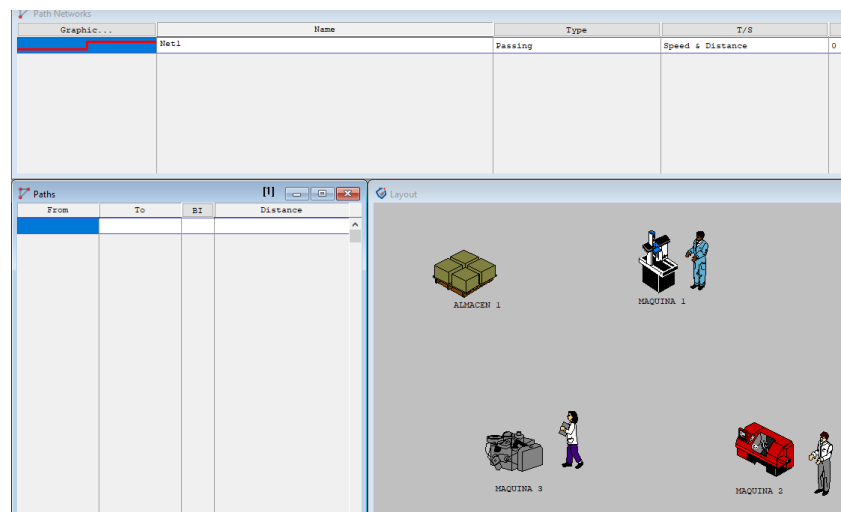 Path Networks
Graphic... Name Type T/S
Net1 Passing Speed & Distance 0
Paths [1]
Layout
From To BI Distance
ALMACEN 1
MAQUINA 1
MAQUINA 3
MAQUINA 2